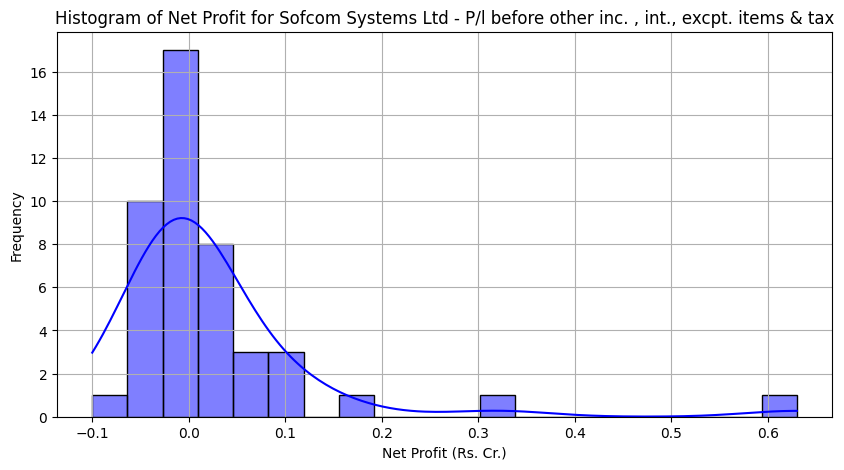 Histogram of Net Profit for Sofcom Systems Ltd - P/l before other inc. , int., excpt. items & tax
16
14
12
10
8
6
4
2
0
Frequency
−0.1 0.0 0.1 0.2 0.3 0.4 0.5 0.6
Net Profit (Rs. Cr.)